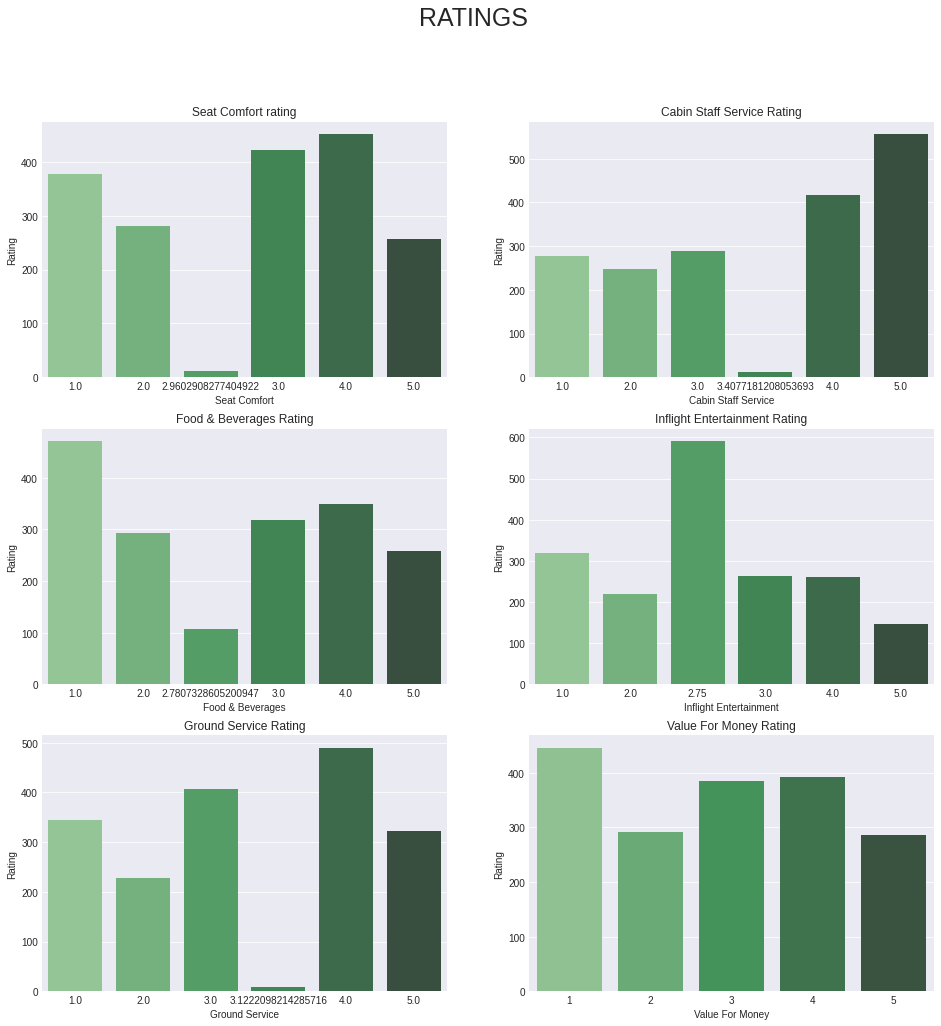 RATINGS
Seat Comfort rating
Rating
400
300
200
100
0
1.0 2.0 2.9602908277404922 3.0 4.0 5.0
Seat Comfort
Cabin Staff Service Rating
Rating
500
400
300
200
100
0
1.0 2.0 3.0 3.4077181208053693 4.0 5.0
Cabin Staff Service
Food & Beverages Rating
Rating
400
300
200
100
0
1.0 2.0 2.7807328605200947 3.0 4.0 5.0
Food & Beverages
Inflight Entertainment Rating
Rating
600
500
400
300
200
100
0
1.0 2.0 2.75 3.0 4.0 5.0
Inflight Entertainment
Ground Service Rating
Rating
500
400
300
200
100
0
1.0 2.0 3.0 3.12220982142857​16 4.0 5.0
Ground Service
Value For Money Rating
Rating
400
300
200
100
0
1 2 3 4 5
Value For Money